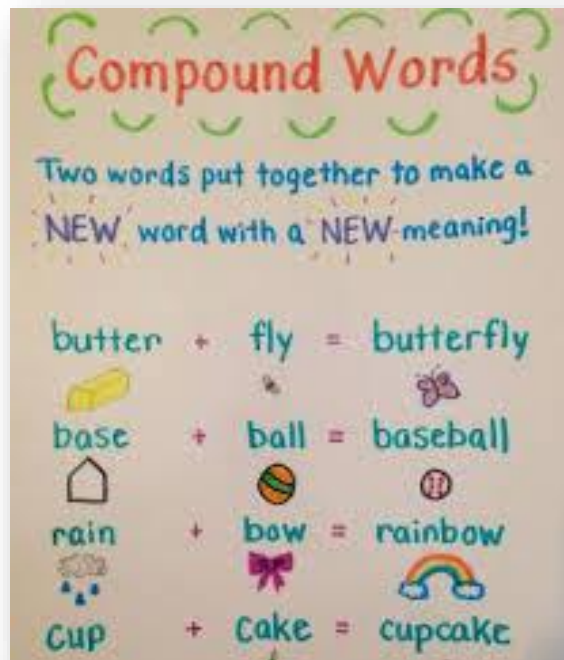 Compound Words
Two words put together to make a
NEW word with a NEW meaning!
butter + fly = butterfly
base + ball = baseball
rain + bow = rainbow
cup + cake = cupcake